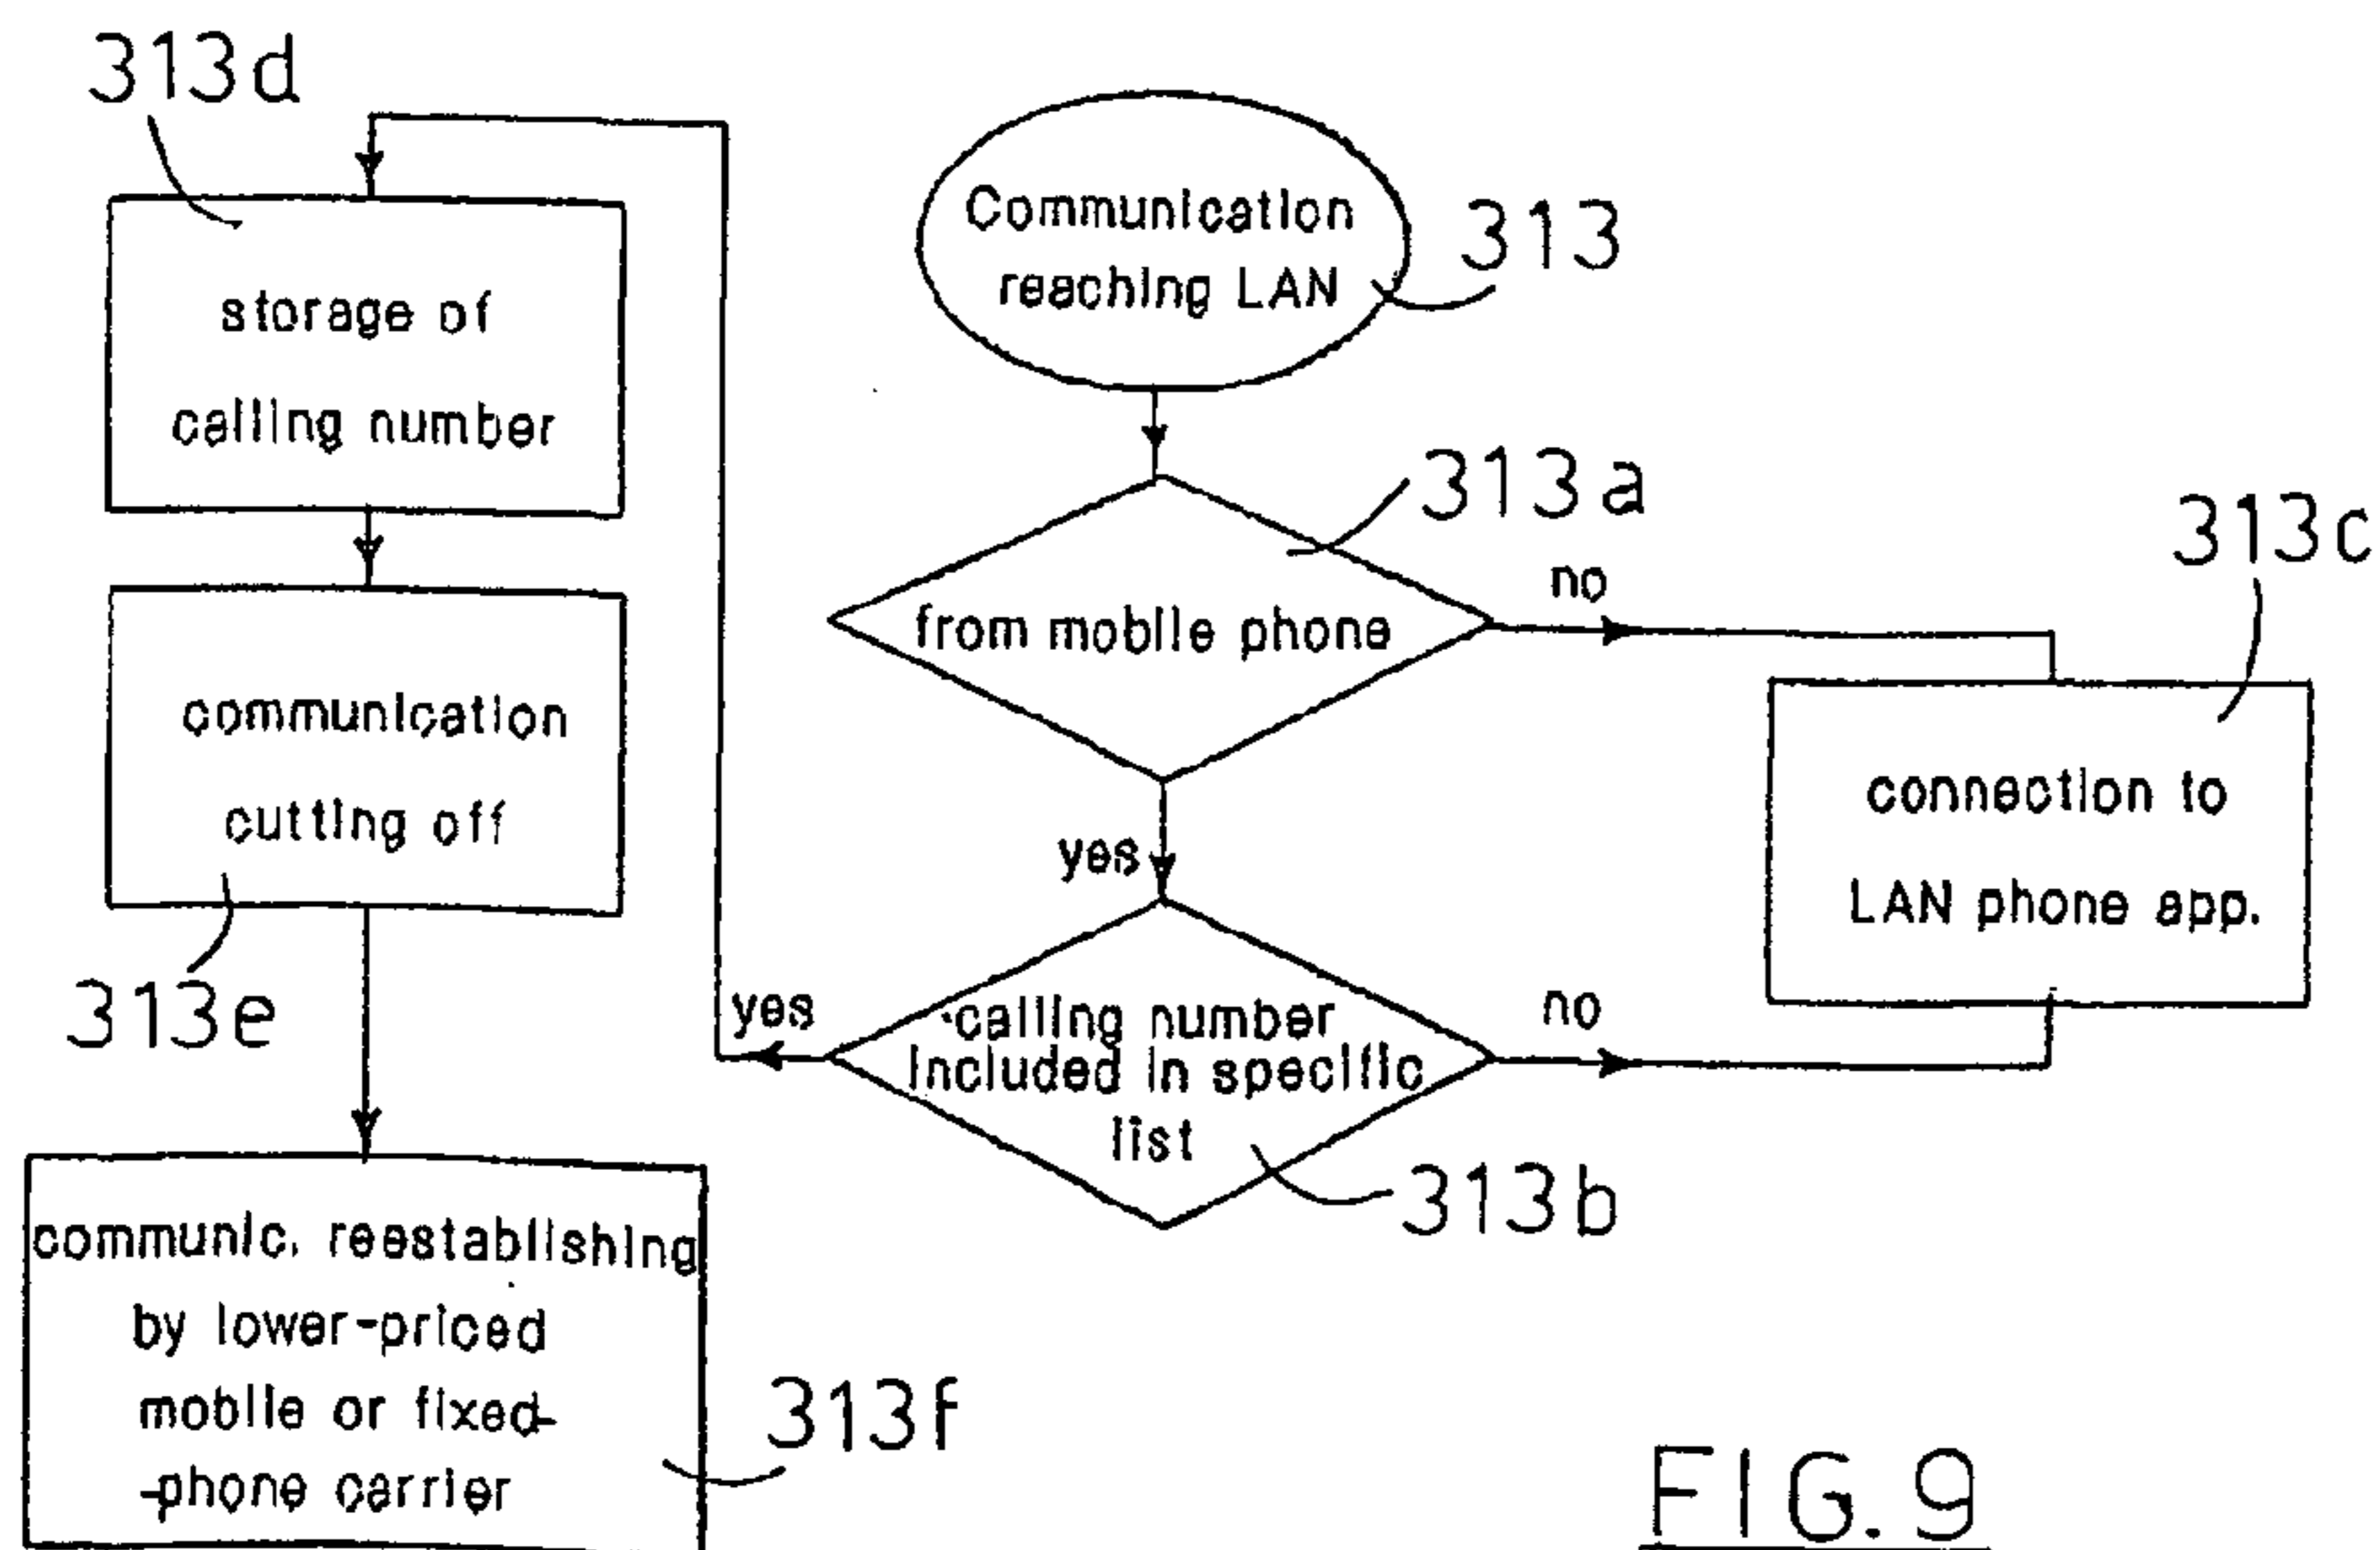 313d
storage of
calling number
communication
cutting off
313e
communic. reestablishing
by lower-priced
mobile or fixed-
-phone carrier
313f
Communication
reaching LAN
313
313a
from mobile phone
no
yes
313c
connection to
LAN phone app.
yes
calling number
included in specific
list
no
313b
FIG. 9